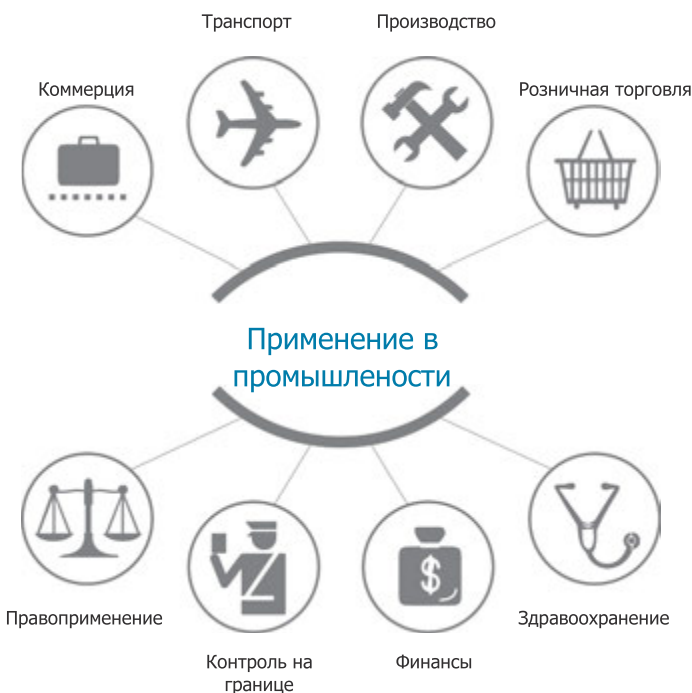 Транспорт
Производство
Коммерция
Розничная торговля
Применение в
промышлености
Правоприменение
Здравоохранение
Контроль на
границе
Финансы
$